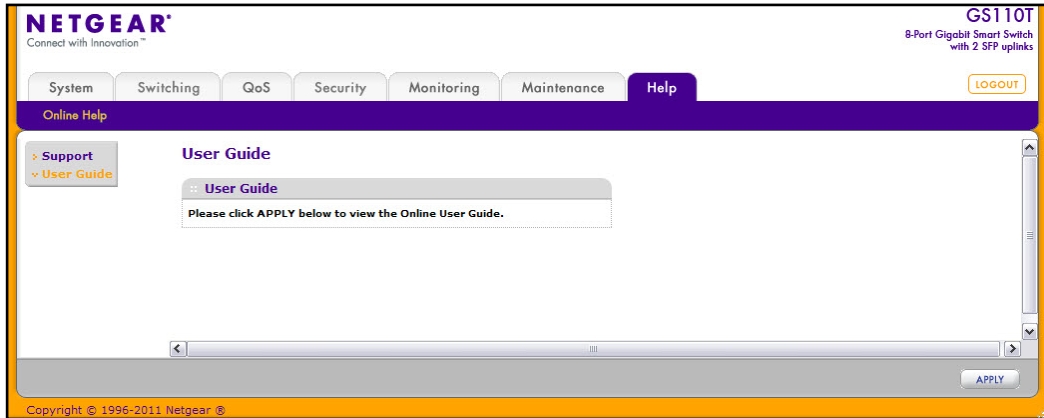 NETGEAR®
Connect with Innovation™
GS110T
8-Port Gigabit Smart Switch
with 2 SFP uplinks
System Switching QoS Security Monitoring Maintenance Help
LOGOUT
Online Help
Support
User Guide
User Guide
User Guide
Please click APPLY below to view the Online User Guide.
APPLY
Copyright © 1996-2011 Netgear ®